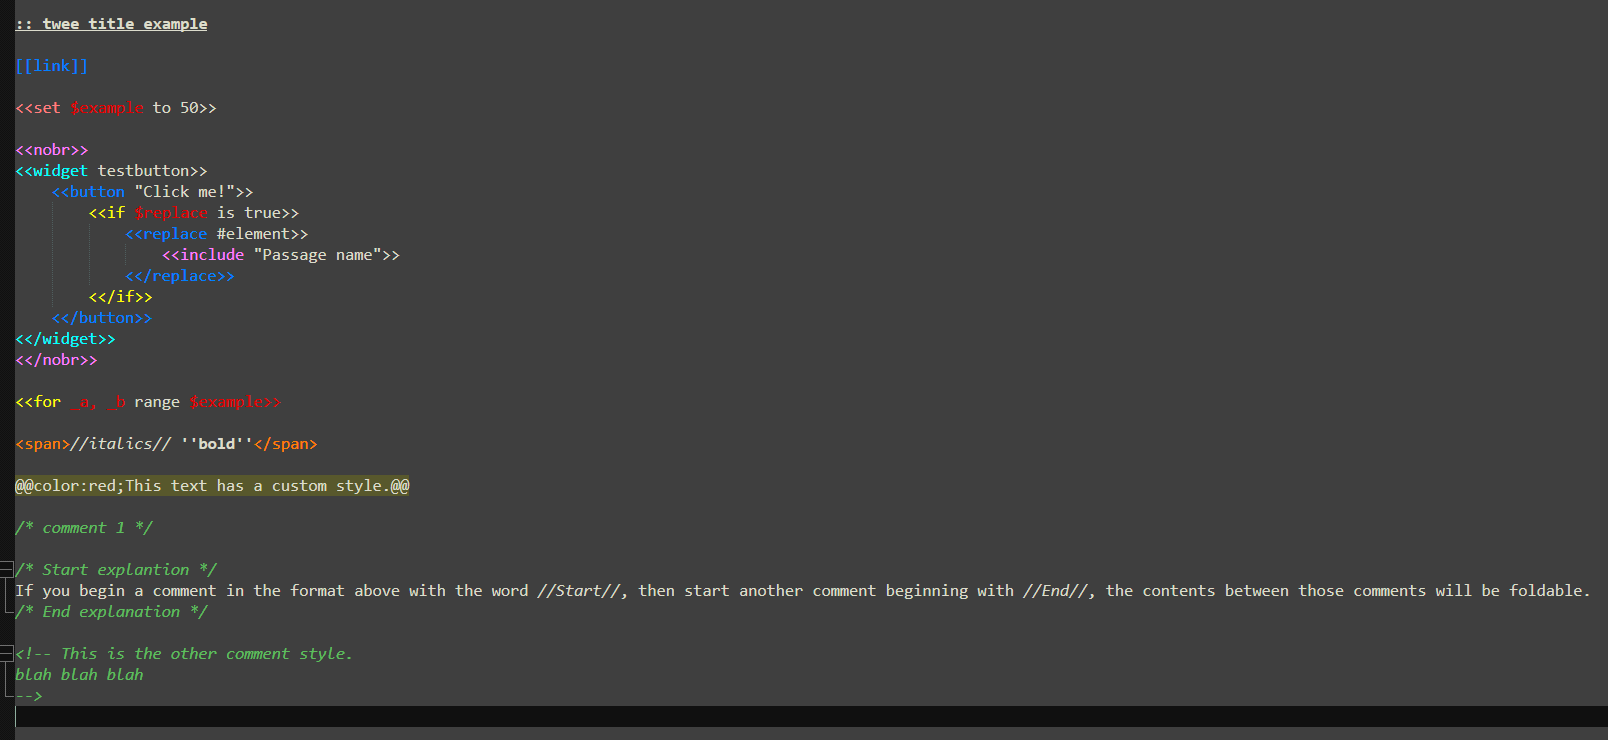 :: twee title example
[[link]]
<<set $example to 50>>
<<nobr>>
<<widget testbutton>>
<<button "Click me!">>
<<if $replace is true>>
<<replace #element>>
<<include "Passage name">>
<</replace>>
<</if>>
<</button>>
<</widget>>
<</nobr>>
<<for _a, _b range $example>>
<span>//italics// ''bold''</span>
@@color:red;This text has a custom style.@@
/* comment 1 */
/* Start explantion */
If you begin a comment in the format above with the word //Start//, then start another comment beginning with //End//, the contents between those comments will be foldable.
/* End explanation */
<!-- This is the other comment style.
blah blah blah
-->